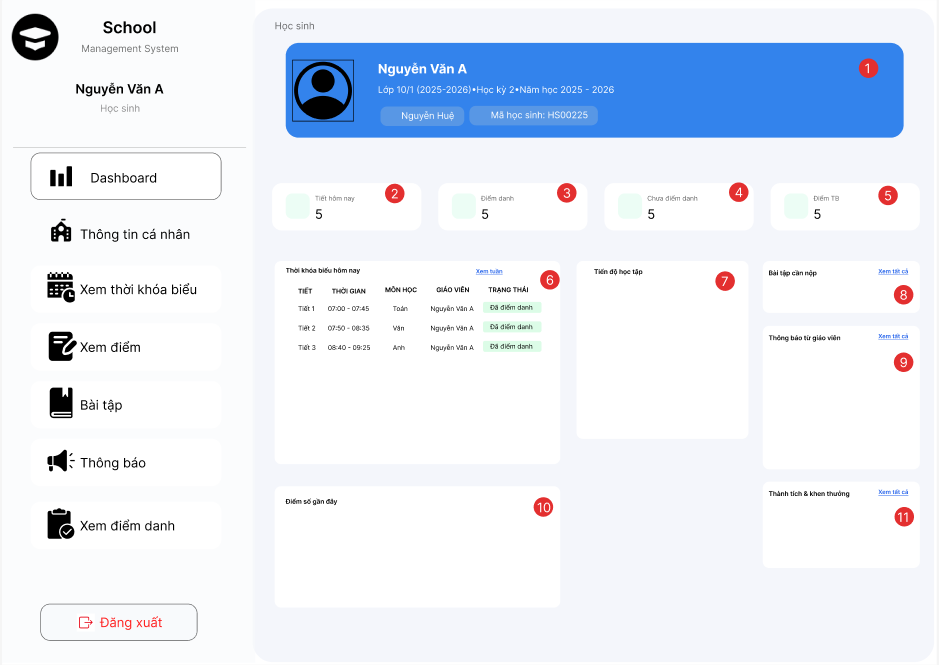 School
Management System
Nguyễn Văn A
Học sinh
Dashboard
Thông tin cá nhân
Xem thời khóa biểu
Xem điểm
Bài tập
Thông báo
Xem điểm danh
Đăng xuất
Học sinh
Nguyễn Văn A
1
Lớp 10/1 (2025-2026)•Học kỳ 2•Năm học 2025 - 2026
Nguyễn Huệ
Mã học sinh: HS00225
Tiết hôm nay
5
2
Điểm danh
5
3
Chưa điểm danh
5
4
Điểm TB
5
5
Thời khóa biểu hôm nay
Xem tuần
6
TIẾT THỜI GIAN MÔN HỌC GIÁO VIÊN TRẠNG THÁI
Tiết 1 07:00 - 07:45 Toán Nguyễn Văn A Đã điểm danh
Tiết 2 07:50 - 08:35 Văn Nguyễn Văn A Đã điểm danh
Tiết 3 08:40 - 09:25 Anh Nguyễn Văn A Đã điểm danh
Tiến độ học tập
7
Bài tập cần nộp
Xem tất cả
8
Thông báo từ giáo viên
Xem tất cả
9
Điểm số gần đây
10
Thành tích & khen thưởng
Xem tất cả
11